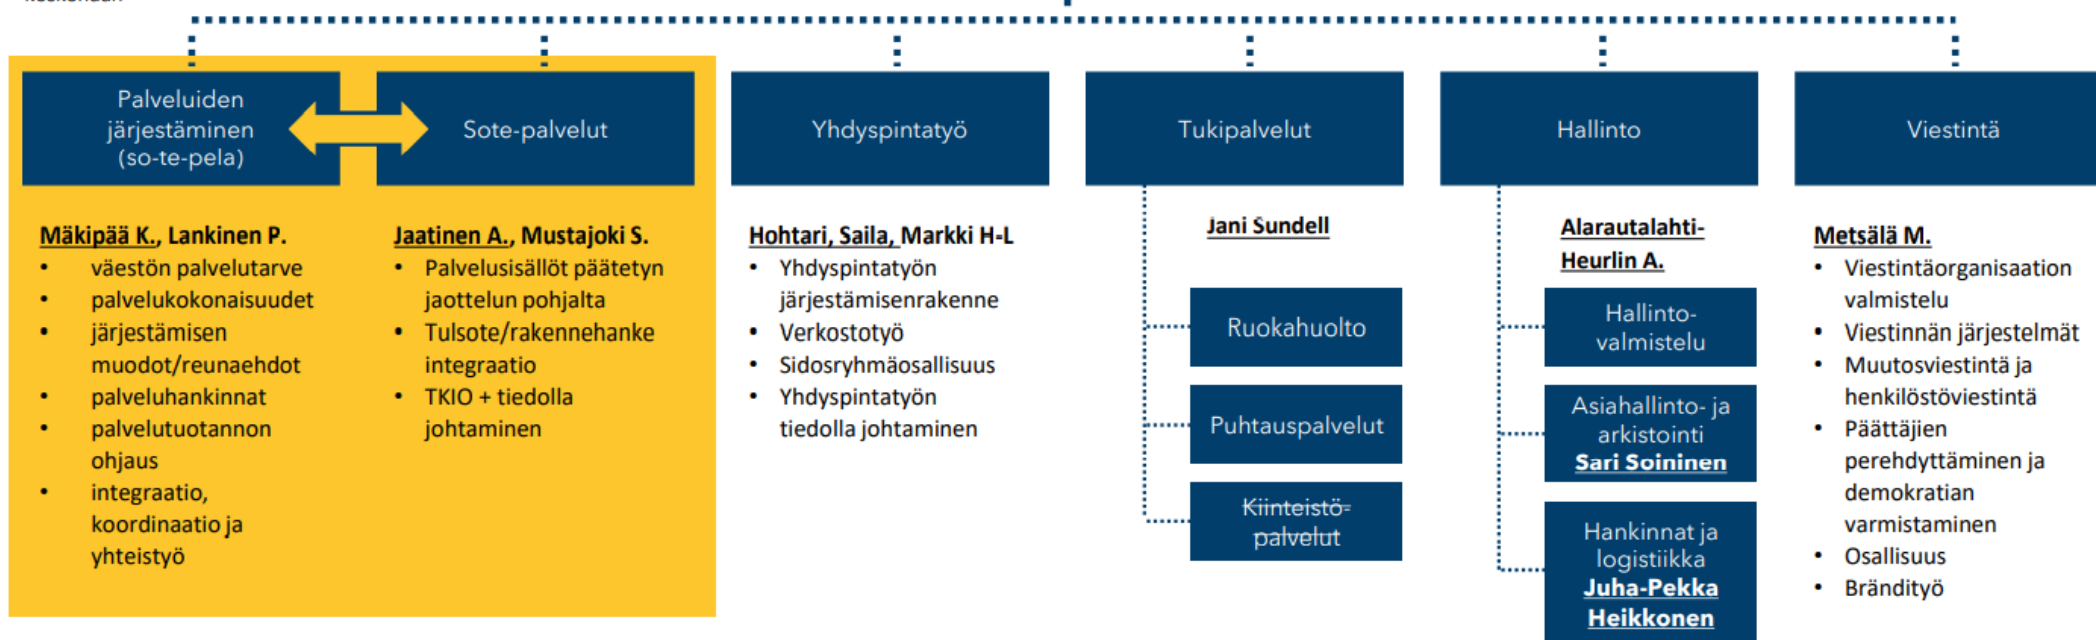 Palveluiden
järjestäminen
(so-te-pela)
Sote-palvelut
Yhdyspintatyö
Tukipalvelut
Hallinto
Viestintä
Mäkipää K., Lankinen P.
• väestön palvelutarve
• palvelukokonaisuudet
• järjestämisen
muodot/reunaehdot
• palveluhankinnat
• palvelutuotannon
ohjaus
• integraatio,
koordinaatio ja
yhteistyö
Jaatinen A., Mustajoki S.
• Palvelusisällöt päätetyn
jaottelun pohjalta
• Tulsote/rakennehanke
integraatio
• TKIO + tiedolla
johtaminen
Hohtari, Saila, Markki H-L
• Yhdyspintatyön
järjestämisenrakenne
• Verkostotyö
• Sidosryhmäosallisuus
• Yhdyspintatyön
tiedolla johtaminen
Jani Sundell
Ruokahuolto
Puhtauspalvelut
Kiinteistö-
palvelut
Alarautalahti-
Heurlin A.
Hallinto-
valmistelu
Asiahallinto- ja
arkistointi
Sari Soininen
Hankinnat ja
logistiikka
Juha-Pekka
Heikkonen
Metsälä M.
• Viestintäorganisaation
valmistelu
• Viestinnän järjestelmät
• Muutosviestintä ja
henkilöstöviestintä
• Päättäjien
perehdyttäminen ja
demokratian
varmistaminen
• Osallisuus
• Brändityö